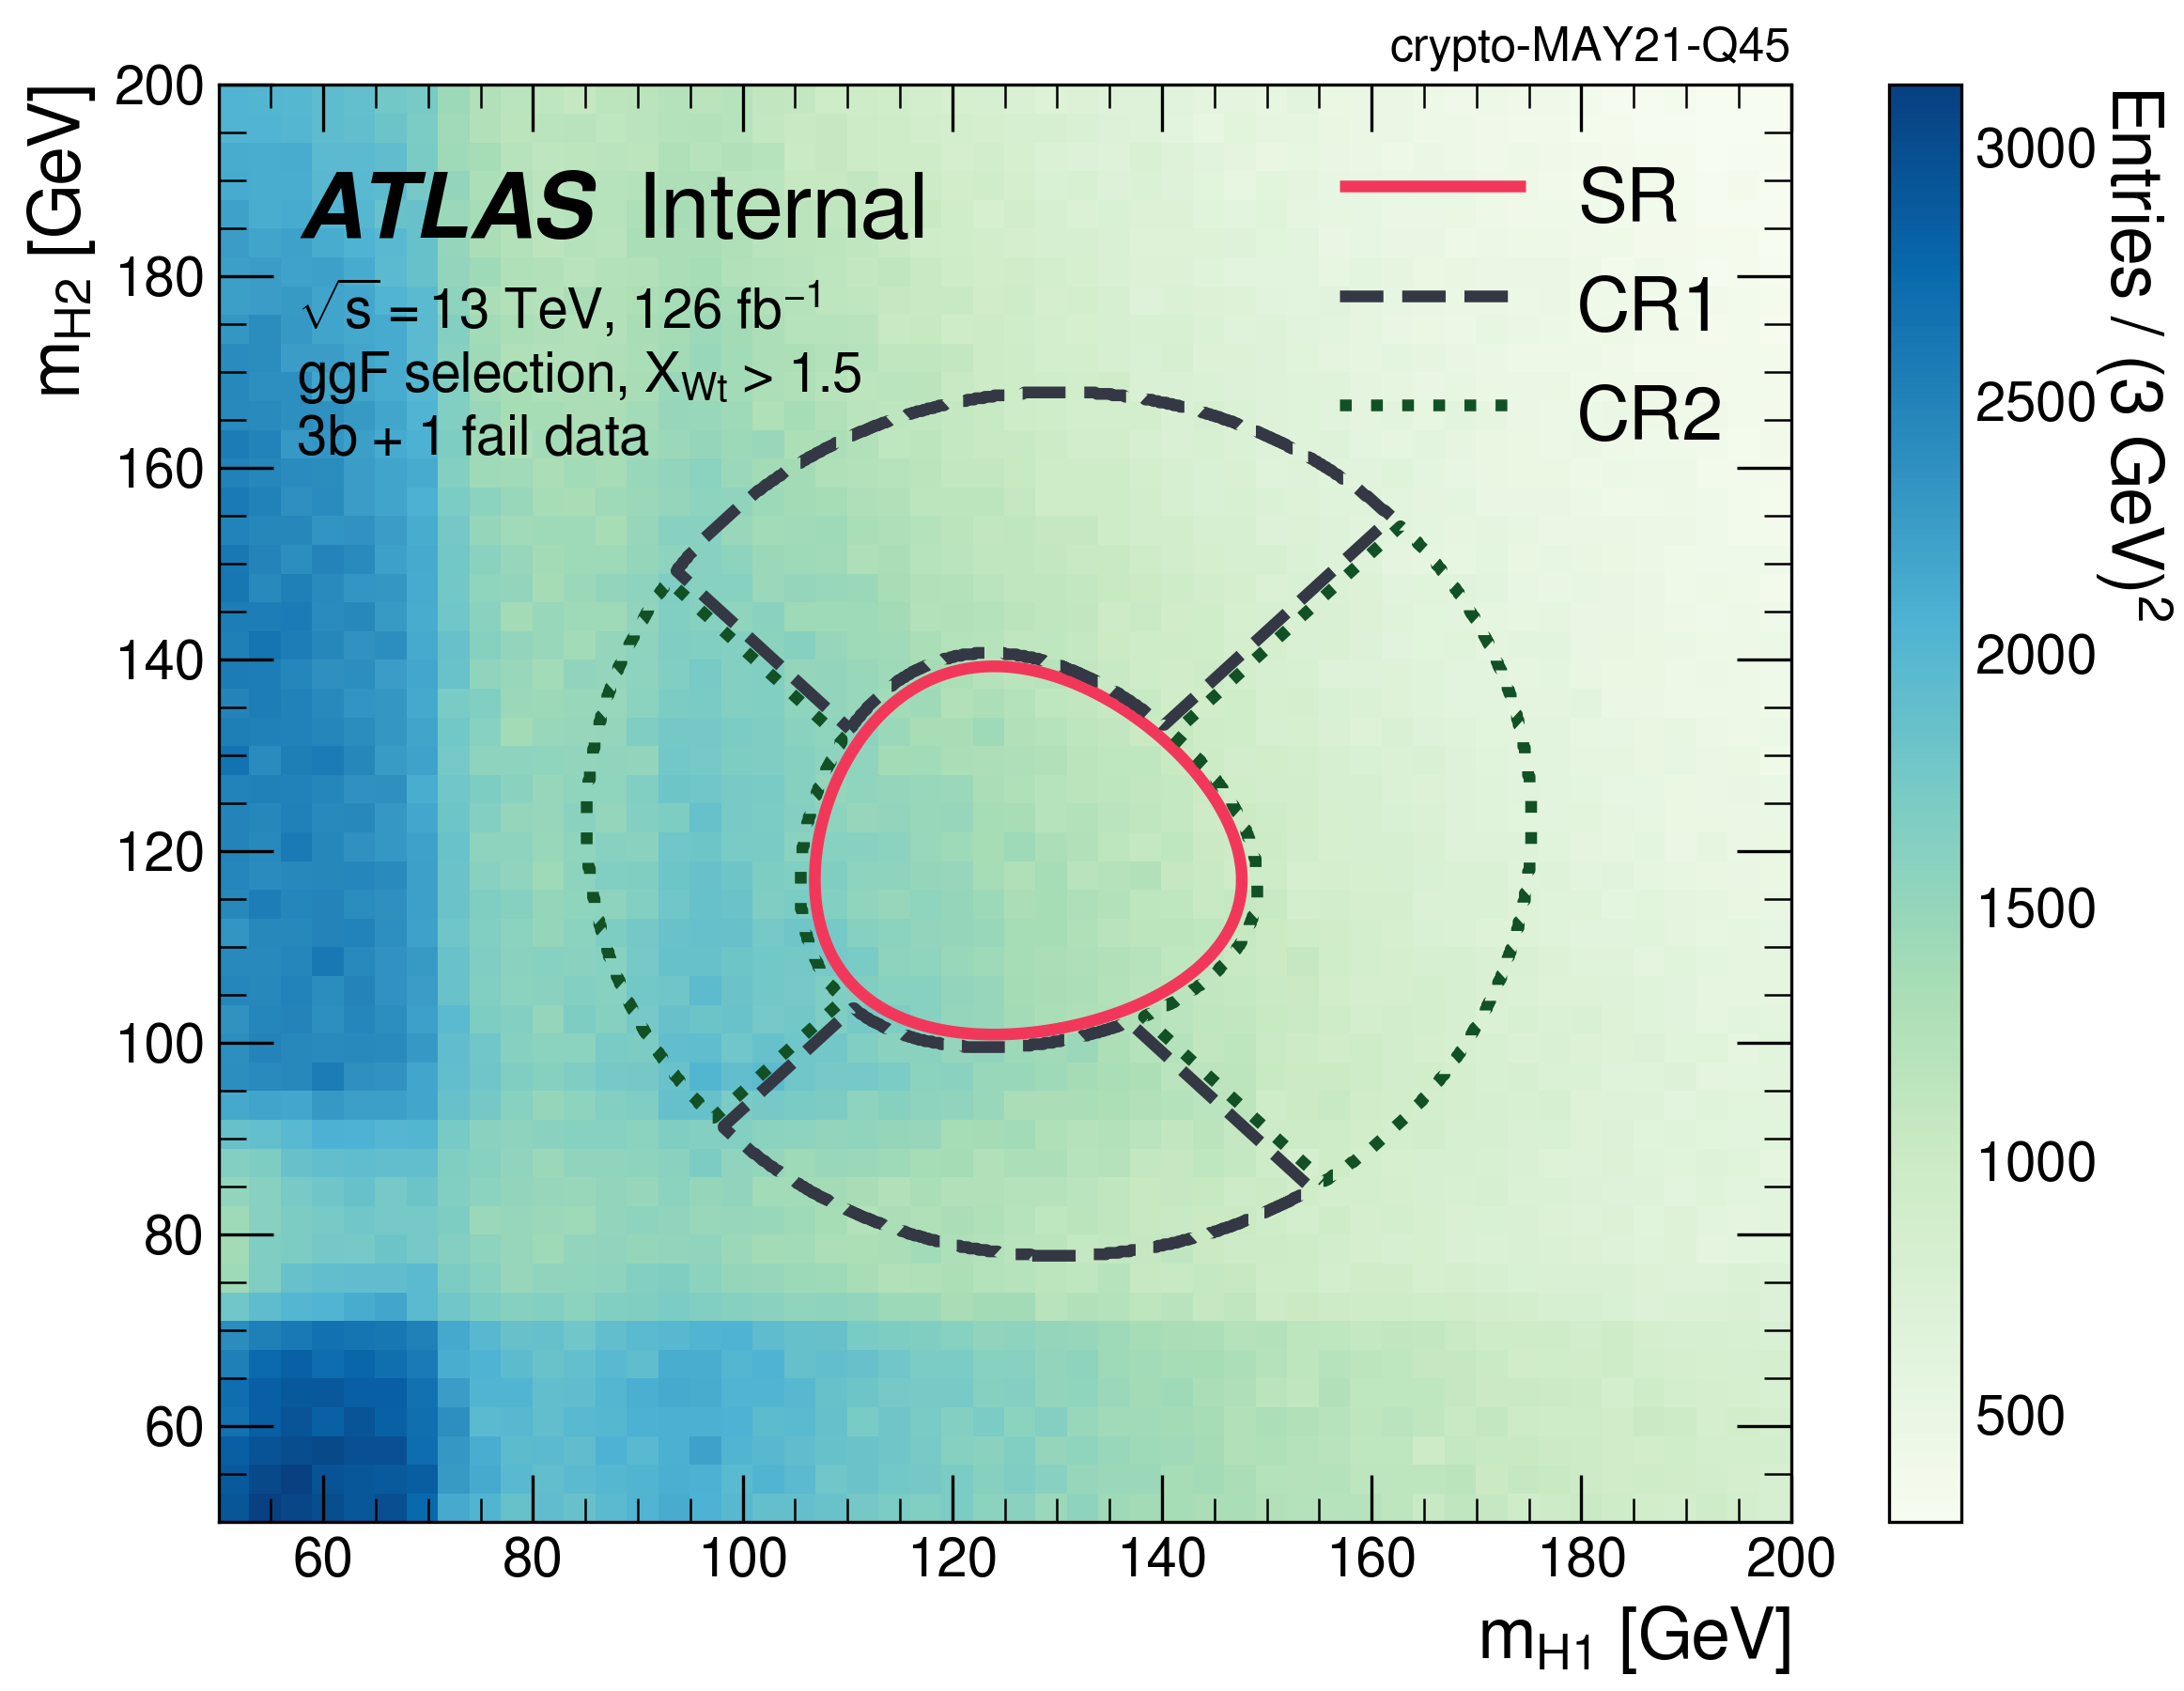 crypto-MAY21-Q45
ATLAS Internal
√s = 13 TeV, 126 fb⁻¹
ggF selection, X_Wt > 1.5
3b + 1 fail data
SR
CR1
CR2
m_H2 [GeV]
200
180
160
140
120
100
80
60
60 80 100 120 140 160 180 200
m_H1 [GeV]
3000
2500
2000
1500
1000
500
Entries / (3 GeV)²